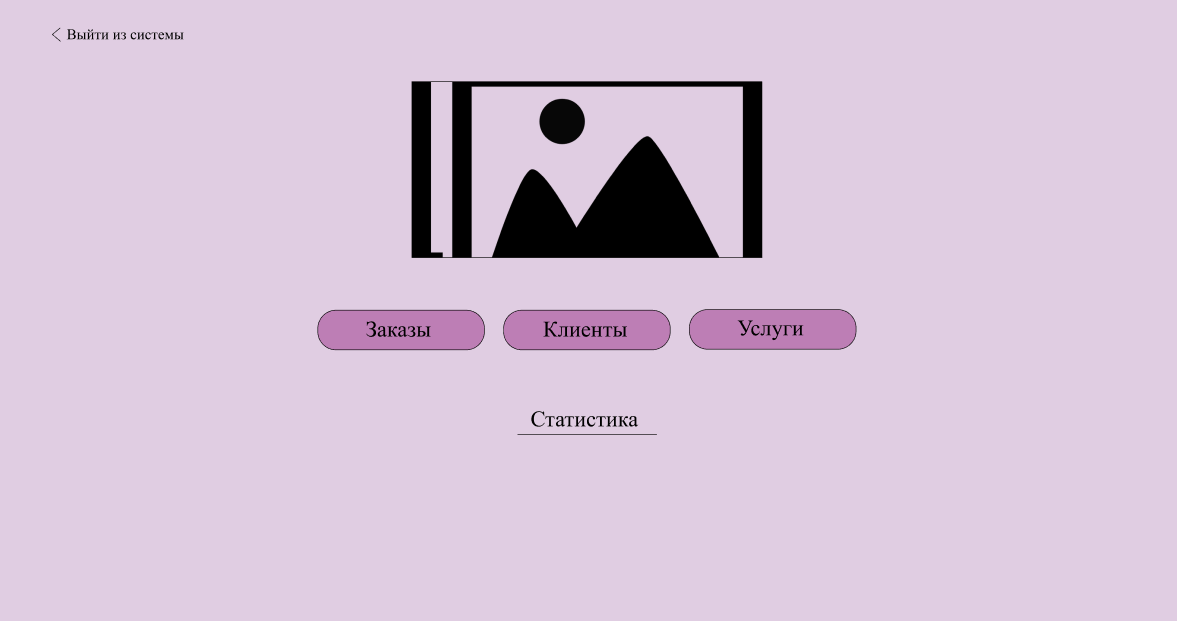 Выйти из системы
Заказы
Клиенты
Услуги
Статистика